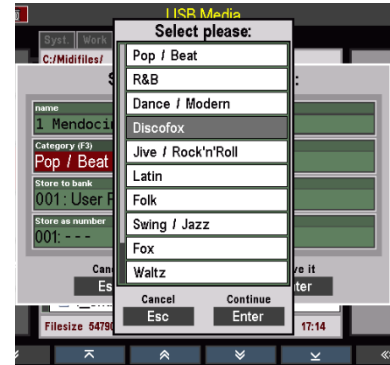 USB Media
Syst. Work
C:/Midifiles/
Select please:
Pop / Beat
R&B
Dance / Modern
Discofox
Jive / Rock'n'Roll
Latin
Folk
Swing / Jazz
Fox
Waltz
Cancel
Continue
Esc
Enter
name
1 Mendoci
Category (F3)
Pop / Beat
Store to bank
001: User
Store as number
001: - - -
Filesize 5479
17:14